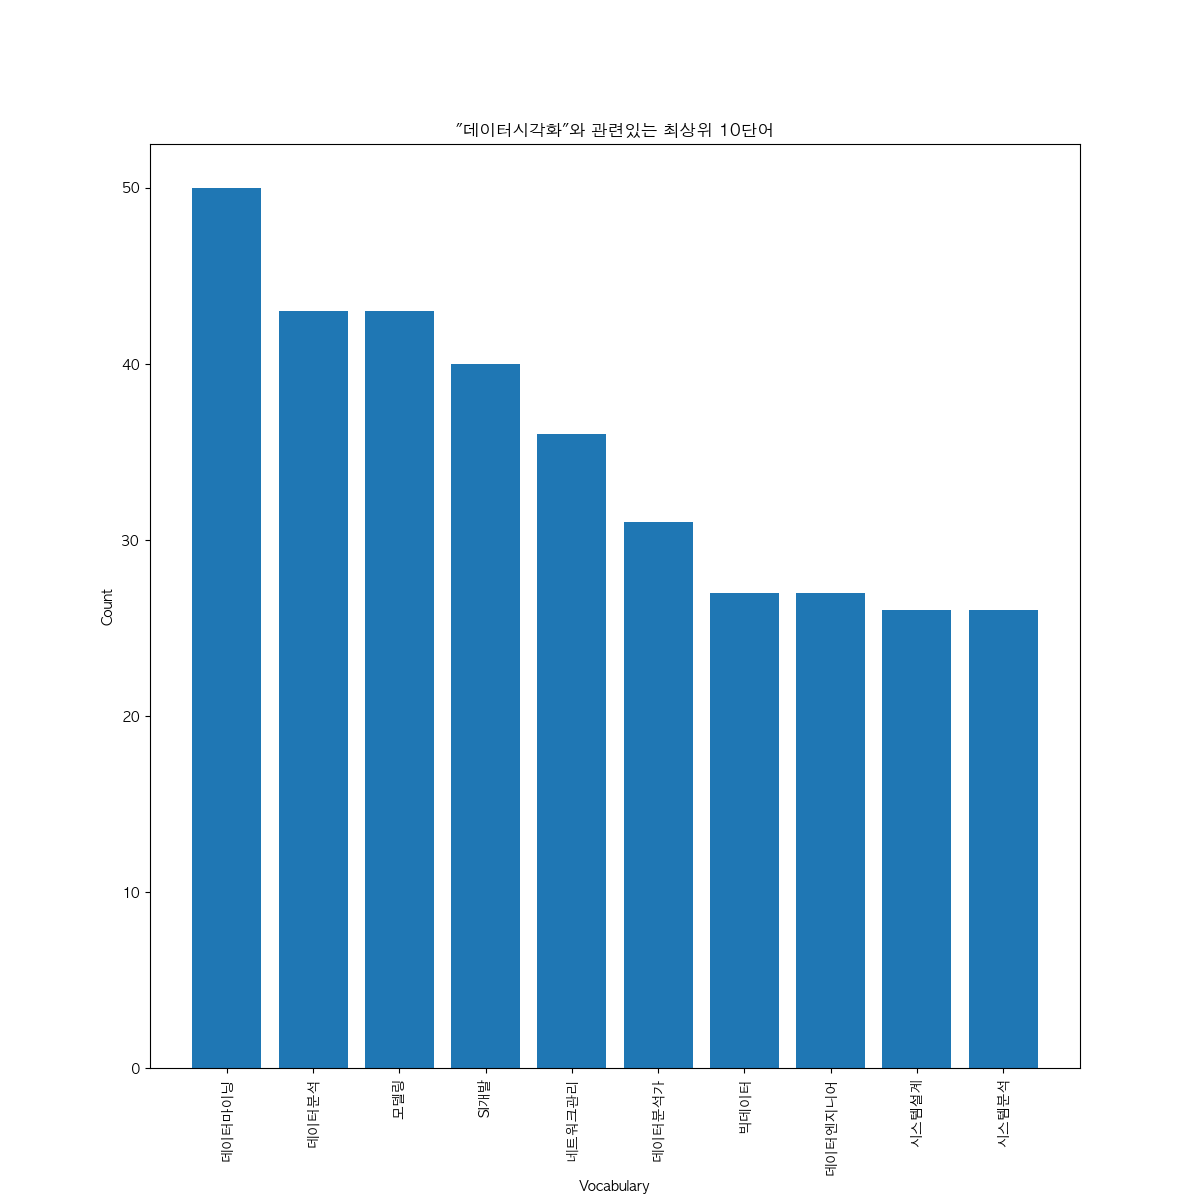 "데이터시각화"와 관련있는 최상위 10단어
50
40
30
20
10
0
Count
데이터마이닝
데이터분석
모델링
SI개발
네트워크관리
데이터분석가
빅데이터
데이터엔지니어
시스템설계
시스템분석
Vocabulary